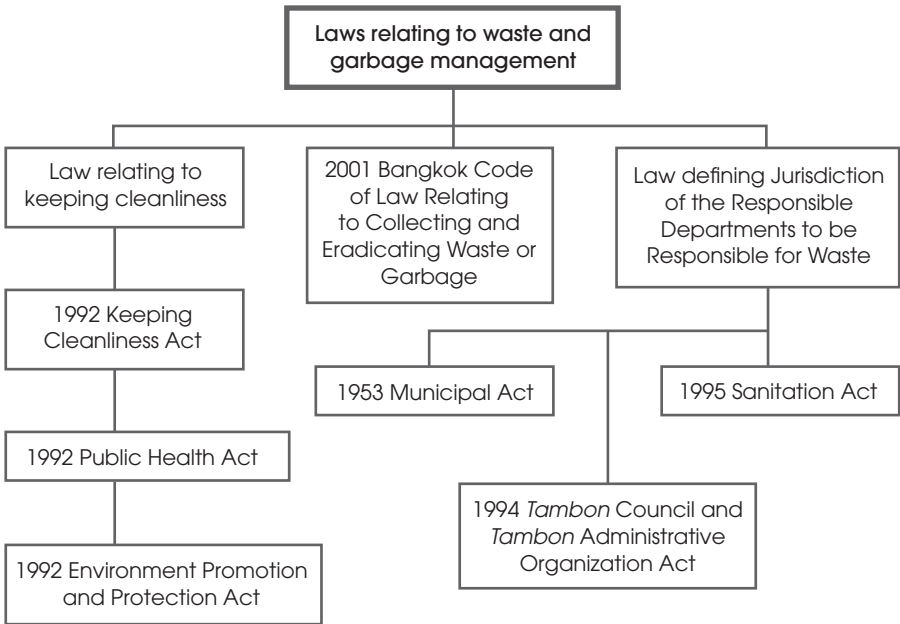 Laws relating to waste and
garbage management
Law relating to
keeping cleanliness
2001 Bangkok Code
of Law Relating
to Collecting and
Eradicating Waste or
Garbage
Law defining Jurisdiction
of the Responsible
Departments to be
Responsible for Waste
1992 Keeping
Cleanliness Act
1953 Municipal Act
1995 Sanitation Act
1992 Public Health Act
1994 Tambon Council and
Tambon Administrative
Organization Act
1992 Environment Promotion
and Protection Act